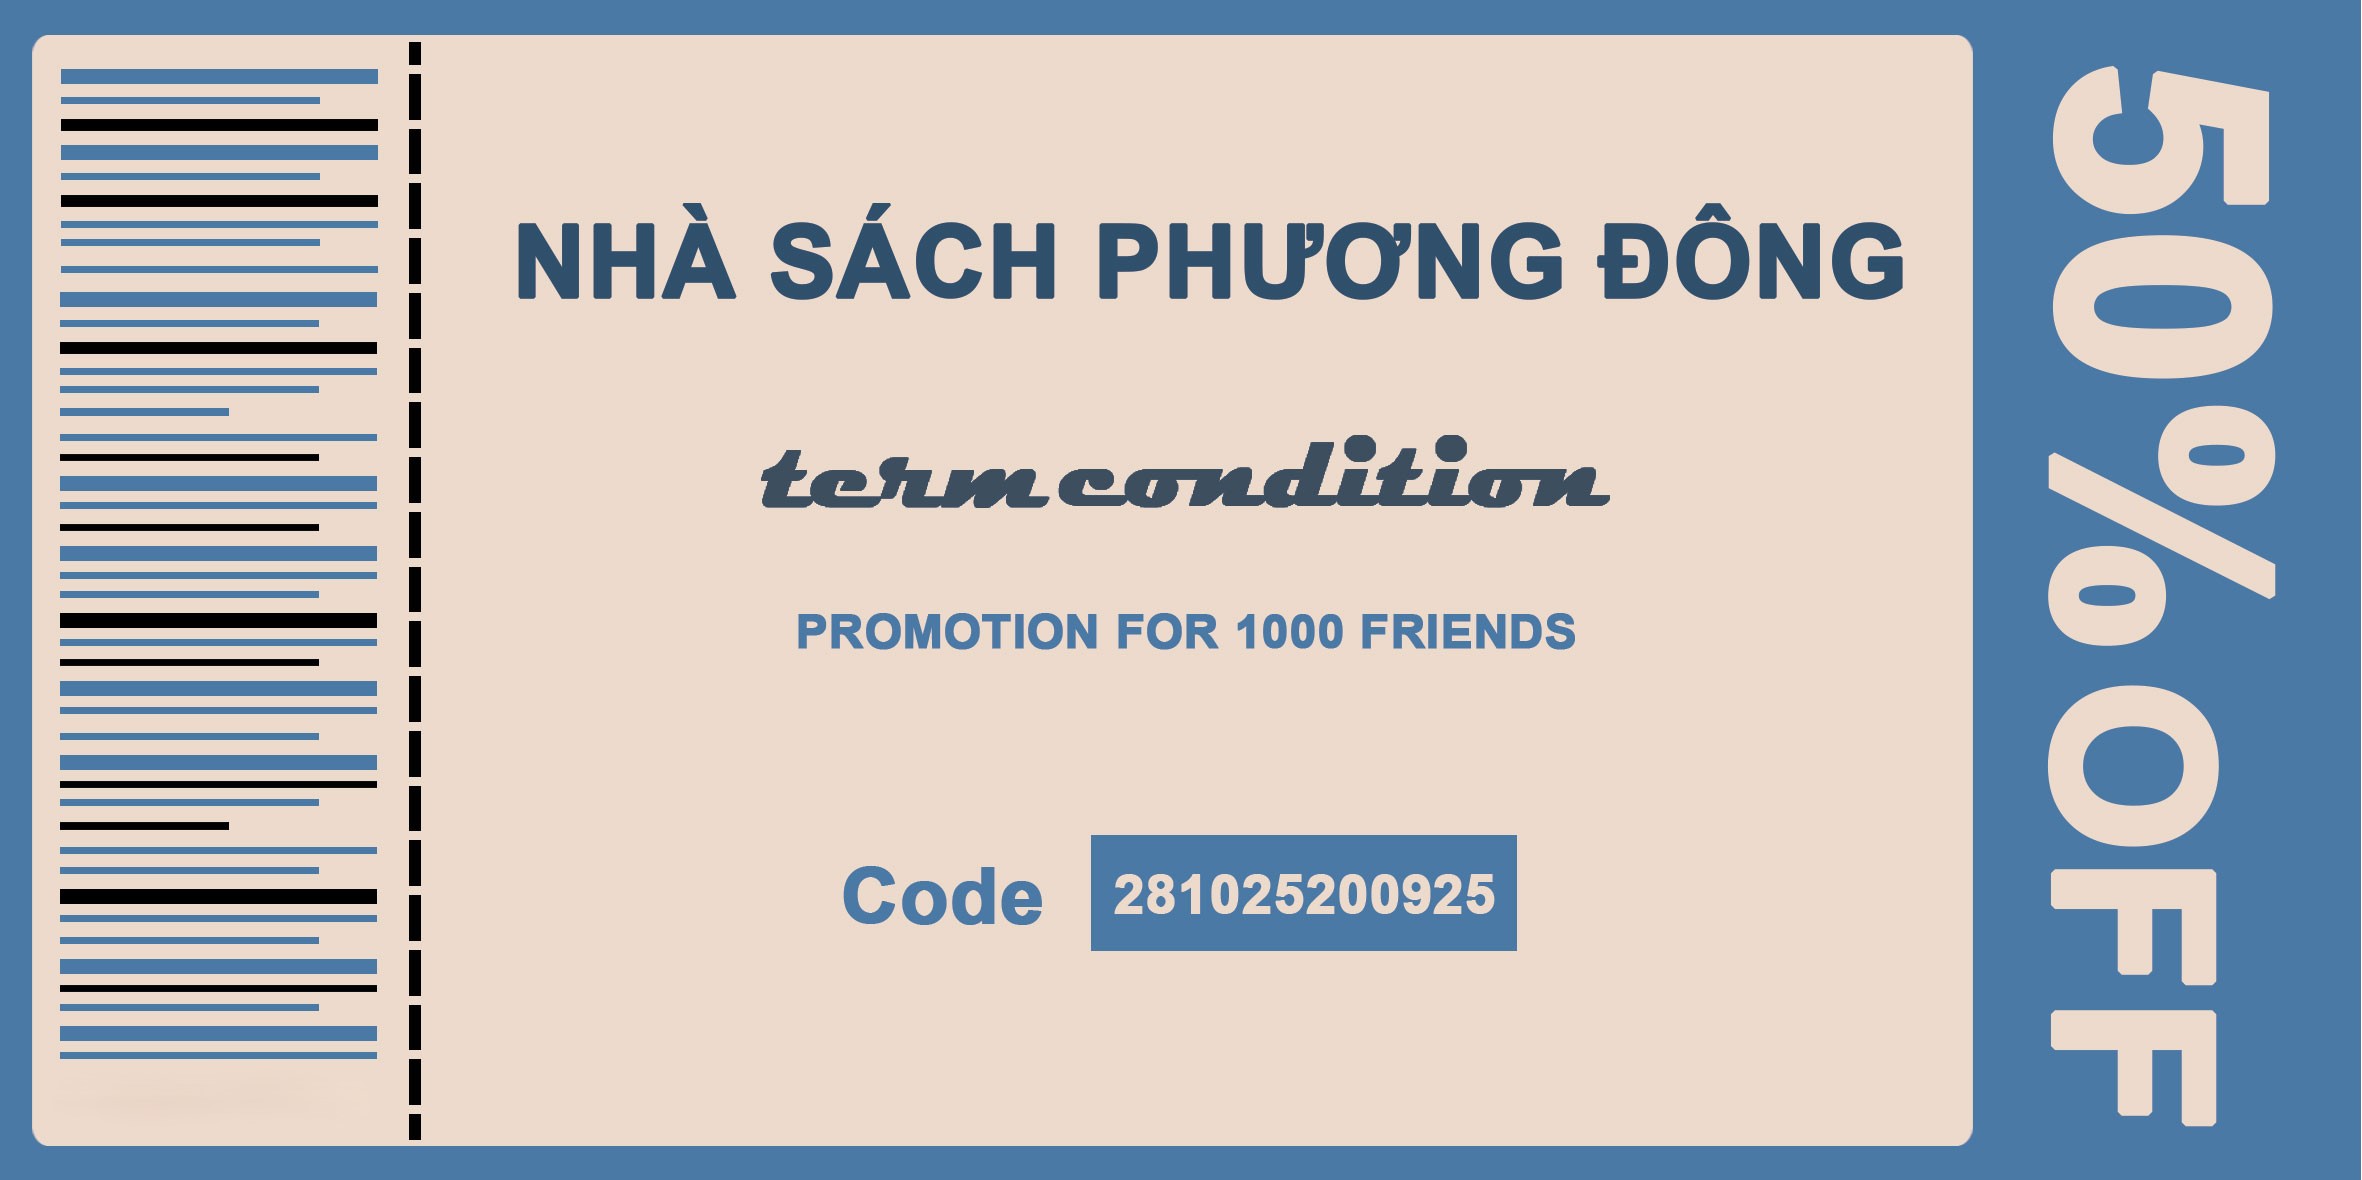 NHÀ SÁCH PHƯƠNG ĐÔNG
term condition
PROMOTION FOR 1000 FRIENDS
Code 281025200925
50% OFF